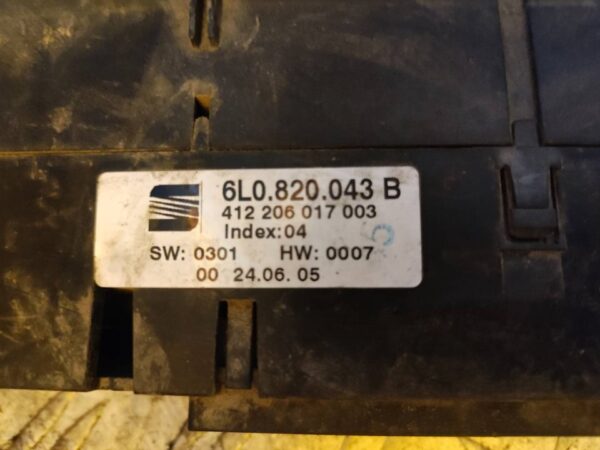 6L0.820.043 B
412 206 017 003
Index:04
SW: 0301 HW: 0007
00 24.06.05